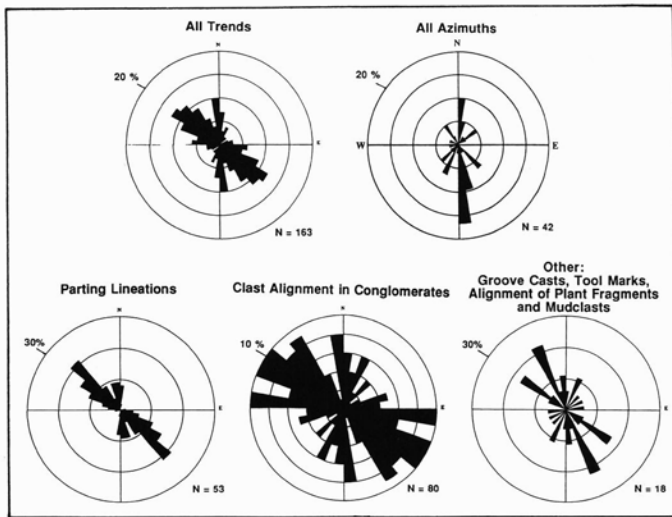 All Trends
N
20 %
E
N = 163
All Azimuths
N
20 %
W
E
N = 42
Parting Lineations
N
30%
E
N = 53
Clast Alignment in Conglomerates
N
10 %
E
N = 80
Other:
Groove Casts, Tool Marks,
Alignment of Plant Fragments
and Mudclasts
30%
E
N = 18